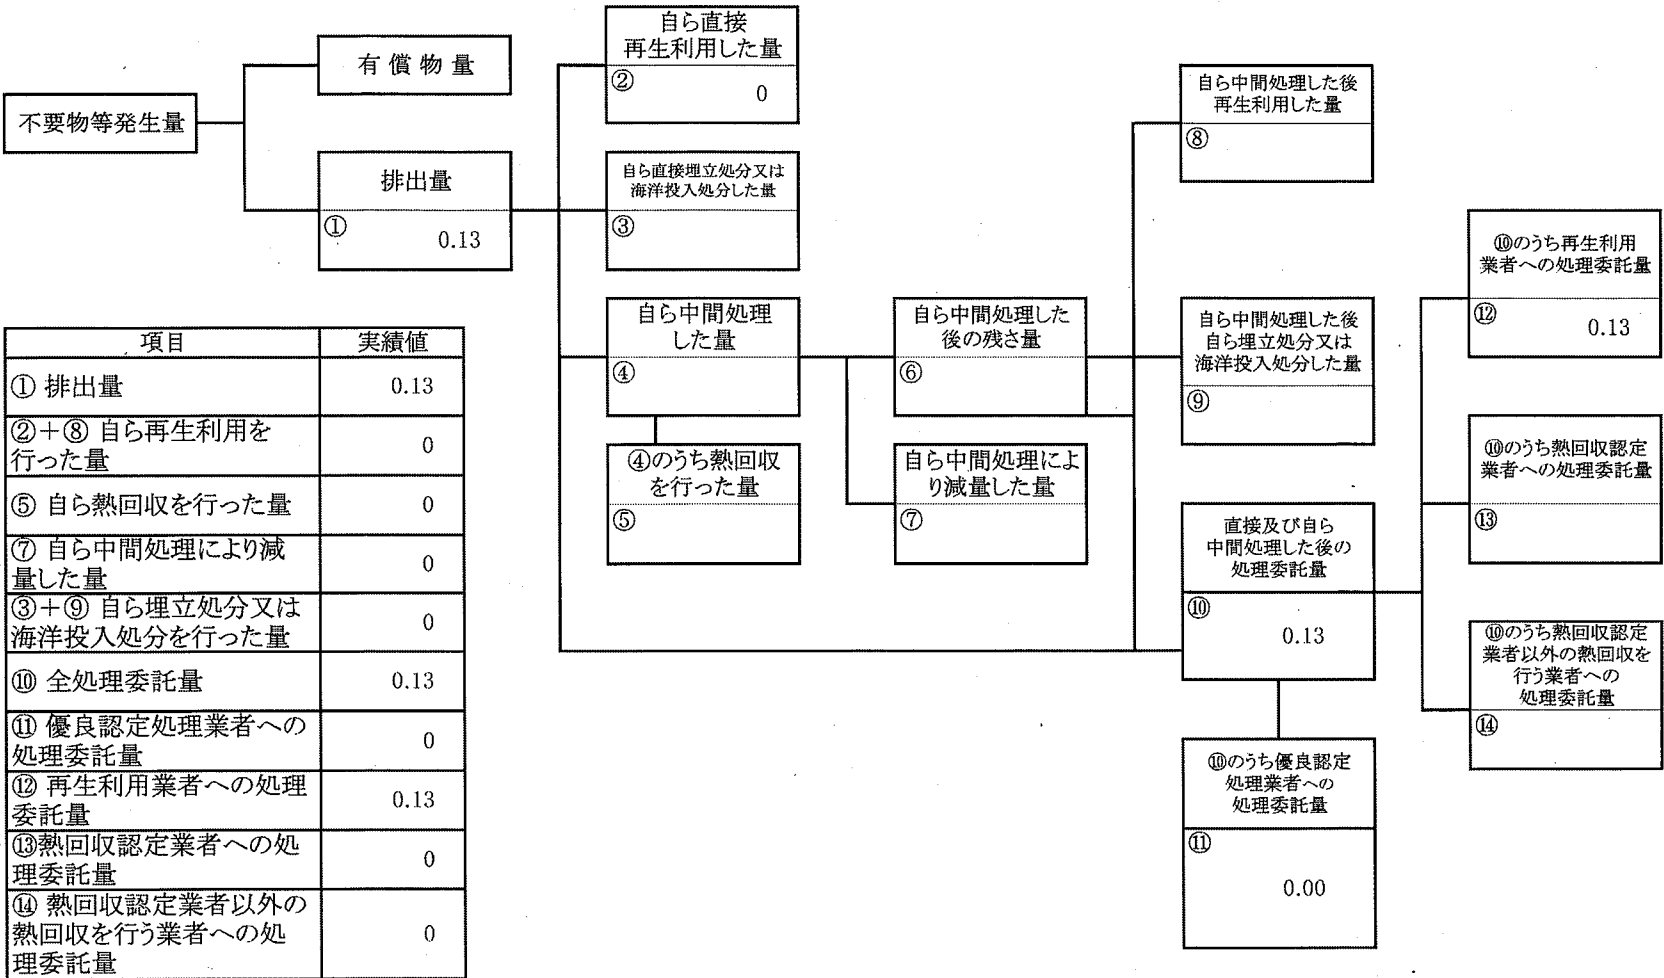 不要物等発生量
有償物量
排出量
①
0.13
自ら直接
再生利用した量
②
0
自ら直接埋立処分又は
海洋投入処分した量
③
自ら中間処理
した量
④
④のうち熱回収
を行った量
⑤
自ら中間処理した
後の残さ量
⑥
自ら中間処理によ
り減量した量
⑦
自ら中間処理した後
再生利用した量
⑧
自ら中間処理した後
自ら埋立処分又は
海洋投入処分した量
⑨
直接及び自ら
中間処理した後の
処理委託量
⑩
0.13
⑩のうち優良認定
処理業者への
処理委託量
⑪
0.00
⑩のうち再生利用
業者への処理委託量
⑫
0.13
⑩のうち熱回収認定
業者への処理委託量
⑬
⑩のうち熱回収認定
業者以外の熱回収を
行う業者への
処理委託量
⑭
項目 実績値
① 排出量 0.13
②+⑧ 自ら再生利用を
行った量 0
⑤ 自ら熱回収を行った量 0
⑦ 自ら中間処理により減
量した量 0
③+⑨ 自ら埋立処分又は
海洋投入処分を行った量 0
⑩ 全処理委託量 0.13
⑪ 優良認定処理業者への
処理委託量 0
⑫ 再生利用業者への処理
委託量 0.13
⑬熱回収認定業者への処
理委託量 0
⑭ 熱回収認定業者以外の
熱回収を行う業者への処
理委託量 0